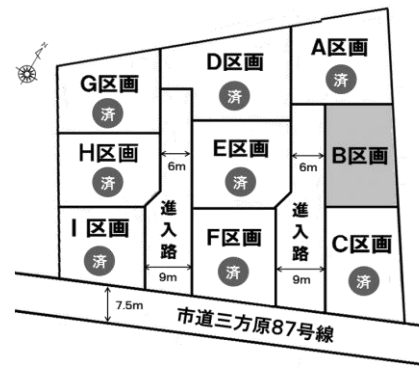 N
A区画
済
D区画
済
G区画
済
H区画
済
E区画
済
B区画
6m
6m
進入路
進入路
I区画
済
F区画
済
C区画
済
9m
9m
7.5m
市道三方原87号線